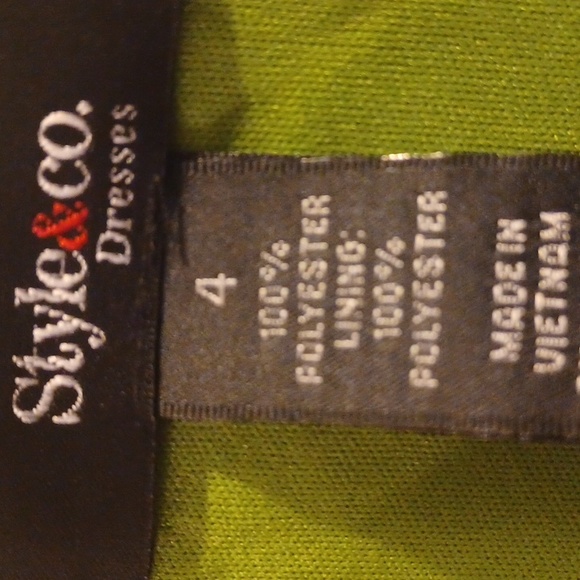 Style&co.
Dresses
4
100%
POLYESTER
LINING:
100%
POLYESTER
MADE IN
VIETNAM